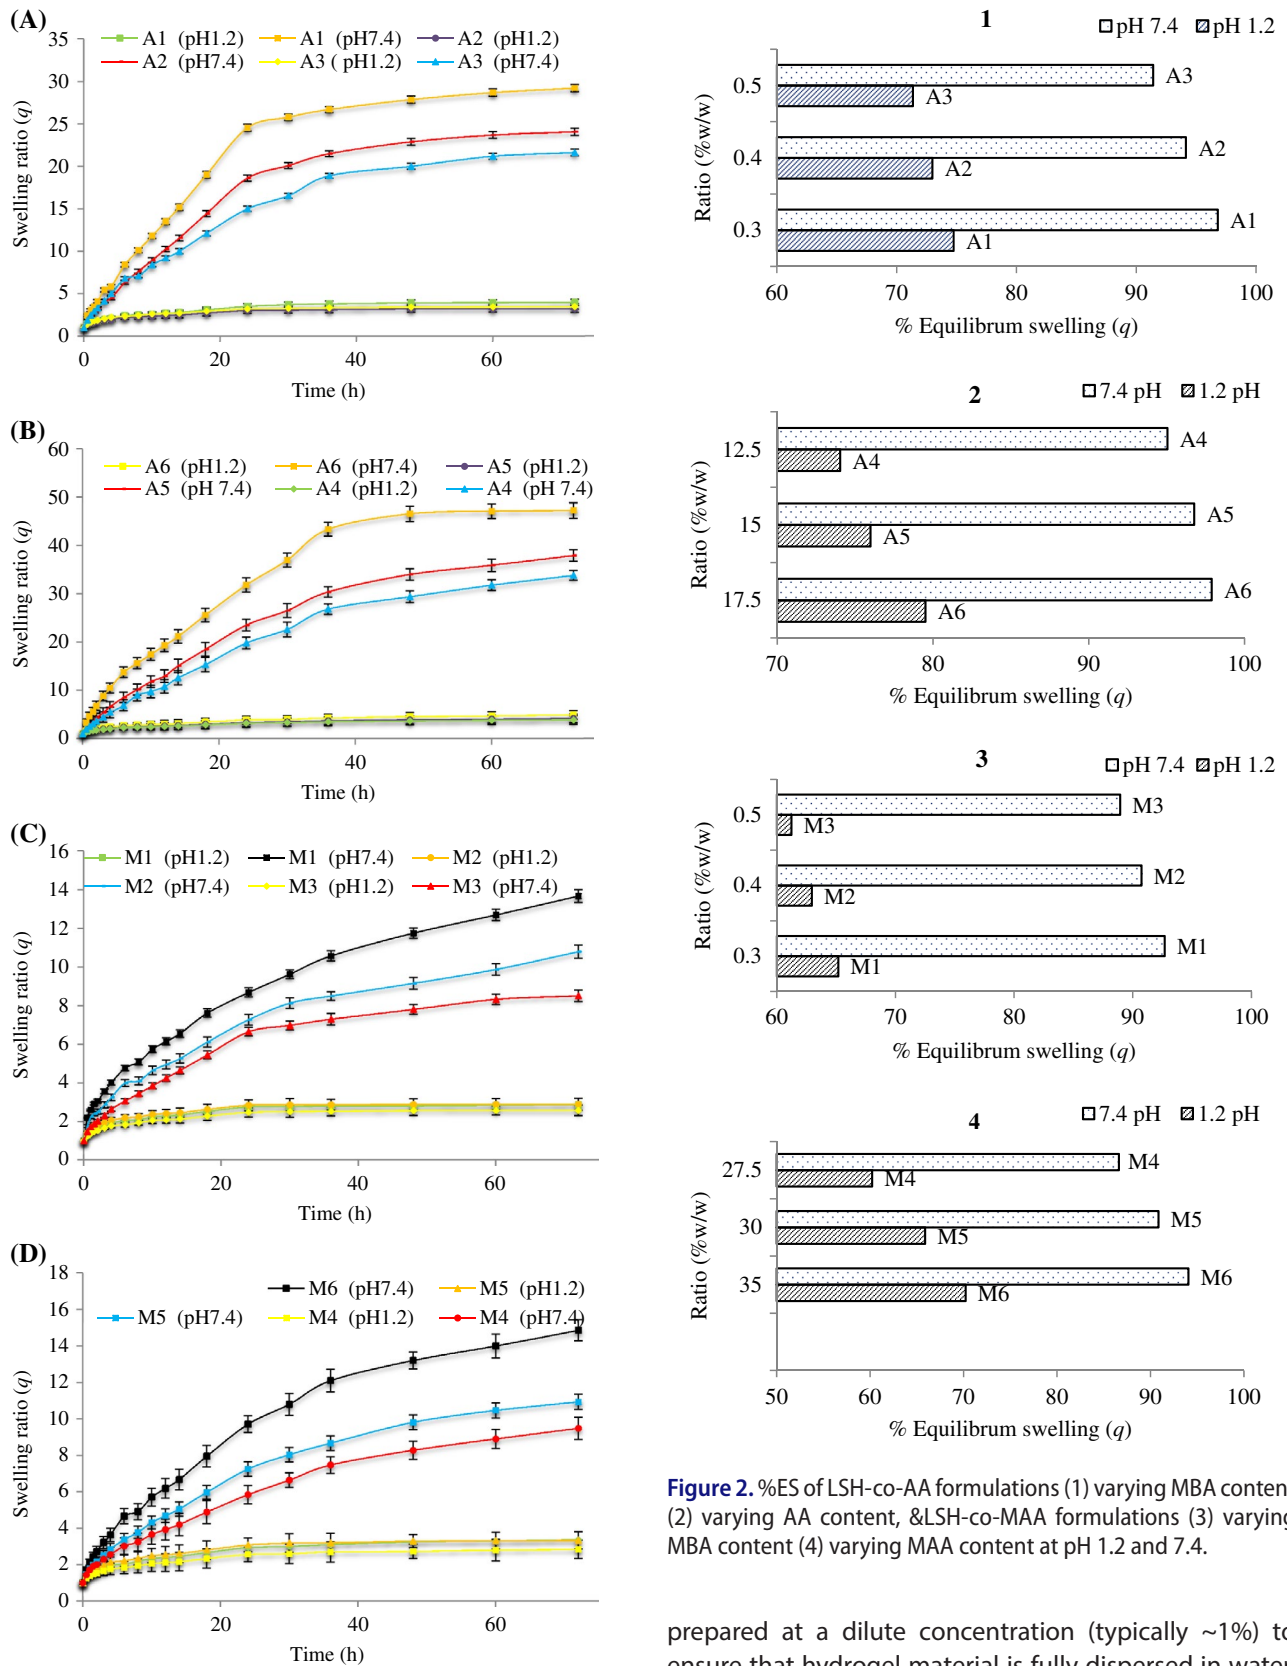 (A)
A1 (pH1.2) A1 (pH7.4) A2 (pH1.2)
A2 (pH7.4) A3 ( pH1.2) A3 (pH7.4)
35
30
25
20
15
10
5
0
Swelling ratio (q)
0 20 40 60
Time (h)
(B)
A6 (pH1.2) A6 (pH7.4) A5 (pH1.2)
A5 (pH 7.4) A4 (pH1.2) A4 (pH 7.4)
60
50
40
30
20
10
0
Swelling ratio (q)
0 20 40 60
Time (h)
(C)
M1 (pH1.2) M1 (pH7.4) M2 (pH1.2)
M2 (pH7.4) M3 (pH1.2) M3 (pH7.4)
16
14
12
10
8
6
4
2
0
Swelling ratio (q)
0 20 40 60
Time (h)
(D)
M6 (pH7.4) M5 (pH1.2)
M5 (pH7.4) M4 (pH1.2) M4 (pH7.4)
18
16
14
12
10
8
6
4
2
0
Swelling ratio (q)
0 20 40 60
Time (h)
1
pH 7.4 pH 1.2
Ratio (%w/w)
0.5 A3
A3
0.4 A2
A2
0.3 A1
A1
60 70 80 90 100
% Equilibrum swelling (q)
2
7.4 pH 1.2 pH
Ratio (%w/w)
12.5 A4
A4
15 A5
A5
17.5 A6
A6
70 80 90 100
% Equilibrum swelling (q)
3
pH 7.4 pH 1.2
Ratio (%w/w)
0.5 M3
M3
0.4 M2
M2
0.3 M1
M1
60 70 80 90 100
% Equilibrum swelling (q)
4
7.4 pH 1.2 pH
Ratio (%w/w)
27.5 M4
M4
30 M5
M5
35 M6
M6
50 60 70 80 90 100
% Equilibrum swelling (q)
Figure 2. %ES of LSH-co-AA formulations (1) varying MBA conten
(2) varying AA content, &LSH-co-MAA formulations (3) varying
MBA content (4) varying MAA content at pH 1.2 and 7.4.
prepared at a dilute concentration (typically ~1%) to
ensure that hydrogel material is fully dispersed in water